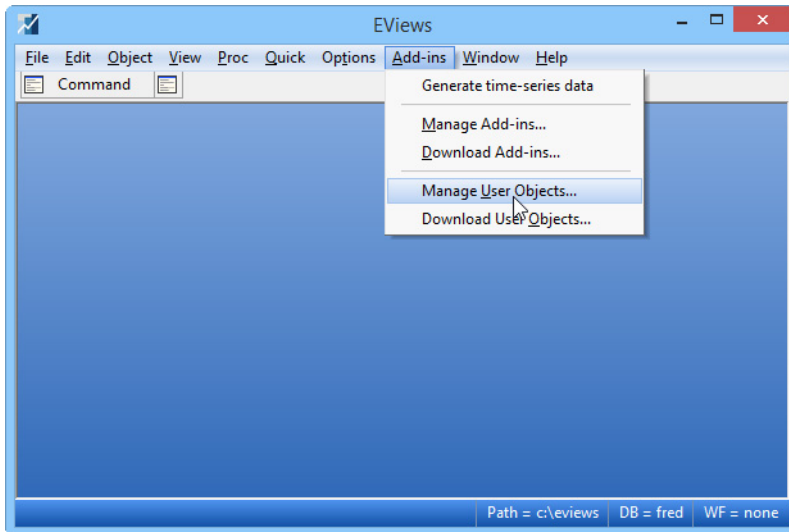 EViews
File Edit Object View Proc Quick Options Add-ins Window Help
Command
Generate time-series data
Manage Add-ins...
Download Add-ins...
Manage User Objects...
Download User Objects...
Path = c:\eviews DB = fred WF = none